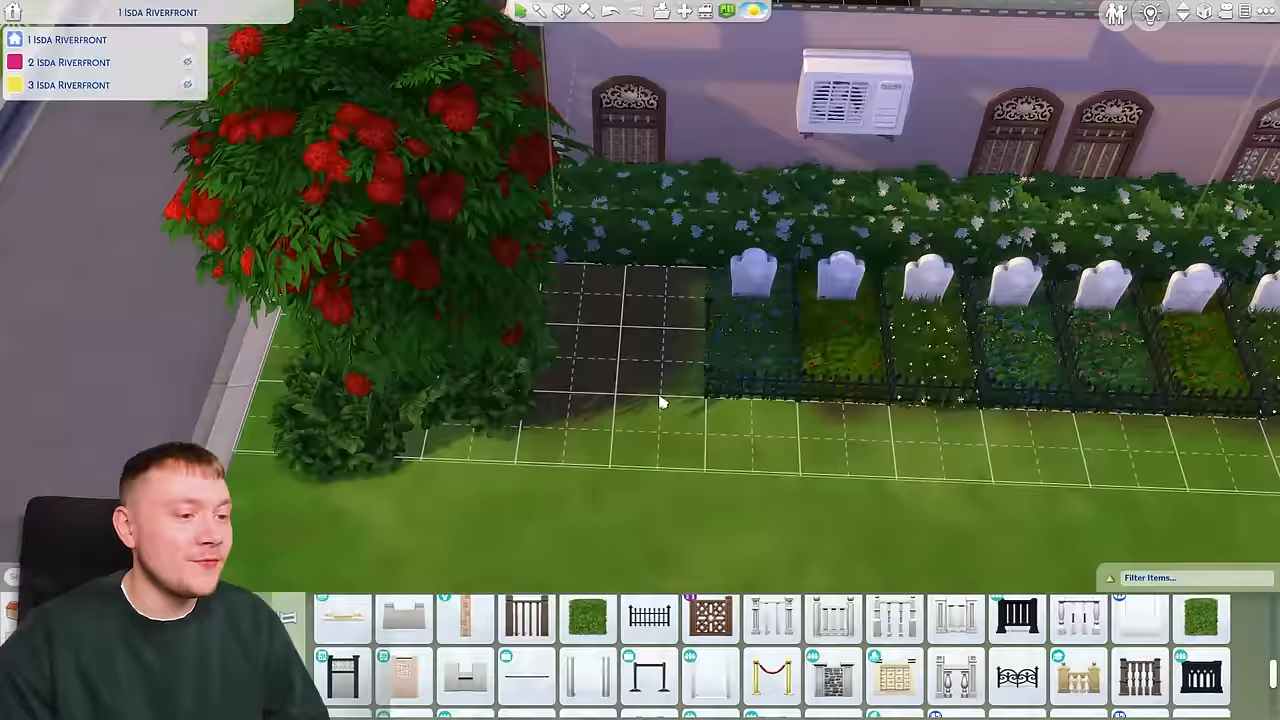 1 Isda Riverfront
1 Isda Riverfront
2 Isda Riverfront
3 Isda Riverfront
Filter Items...